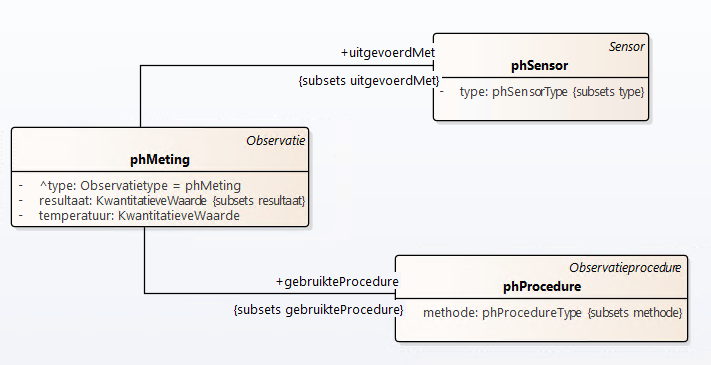 Sensor
phSensor
- type: phSensorType {subsets type}
+uitgevoerdMet
{subsets uitgevoerdMet}
Observatie
phMeting
- ^type: Observatietype = phMeting
- resultaat: KwantitatieveWaarde {subsets resultaat}
- temperatuur: KwantitatieveWaarde
+gebruikteProcedure
{subsets gebruikteProcedure}
Observatieprocedure
phProcedure
methode: phProcedureType {subsets methode}